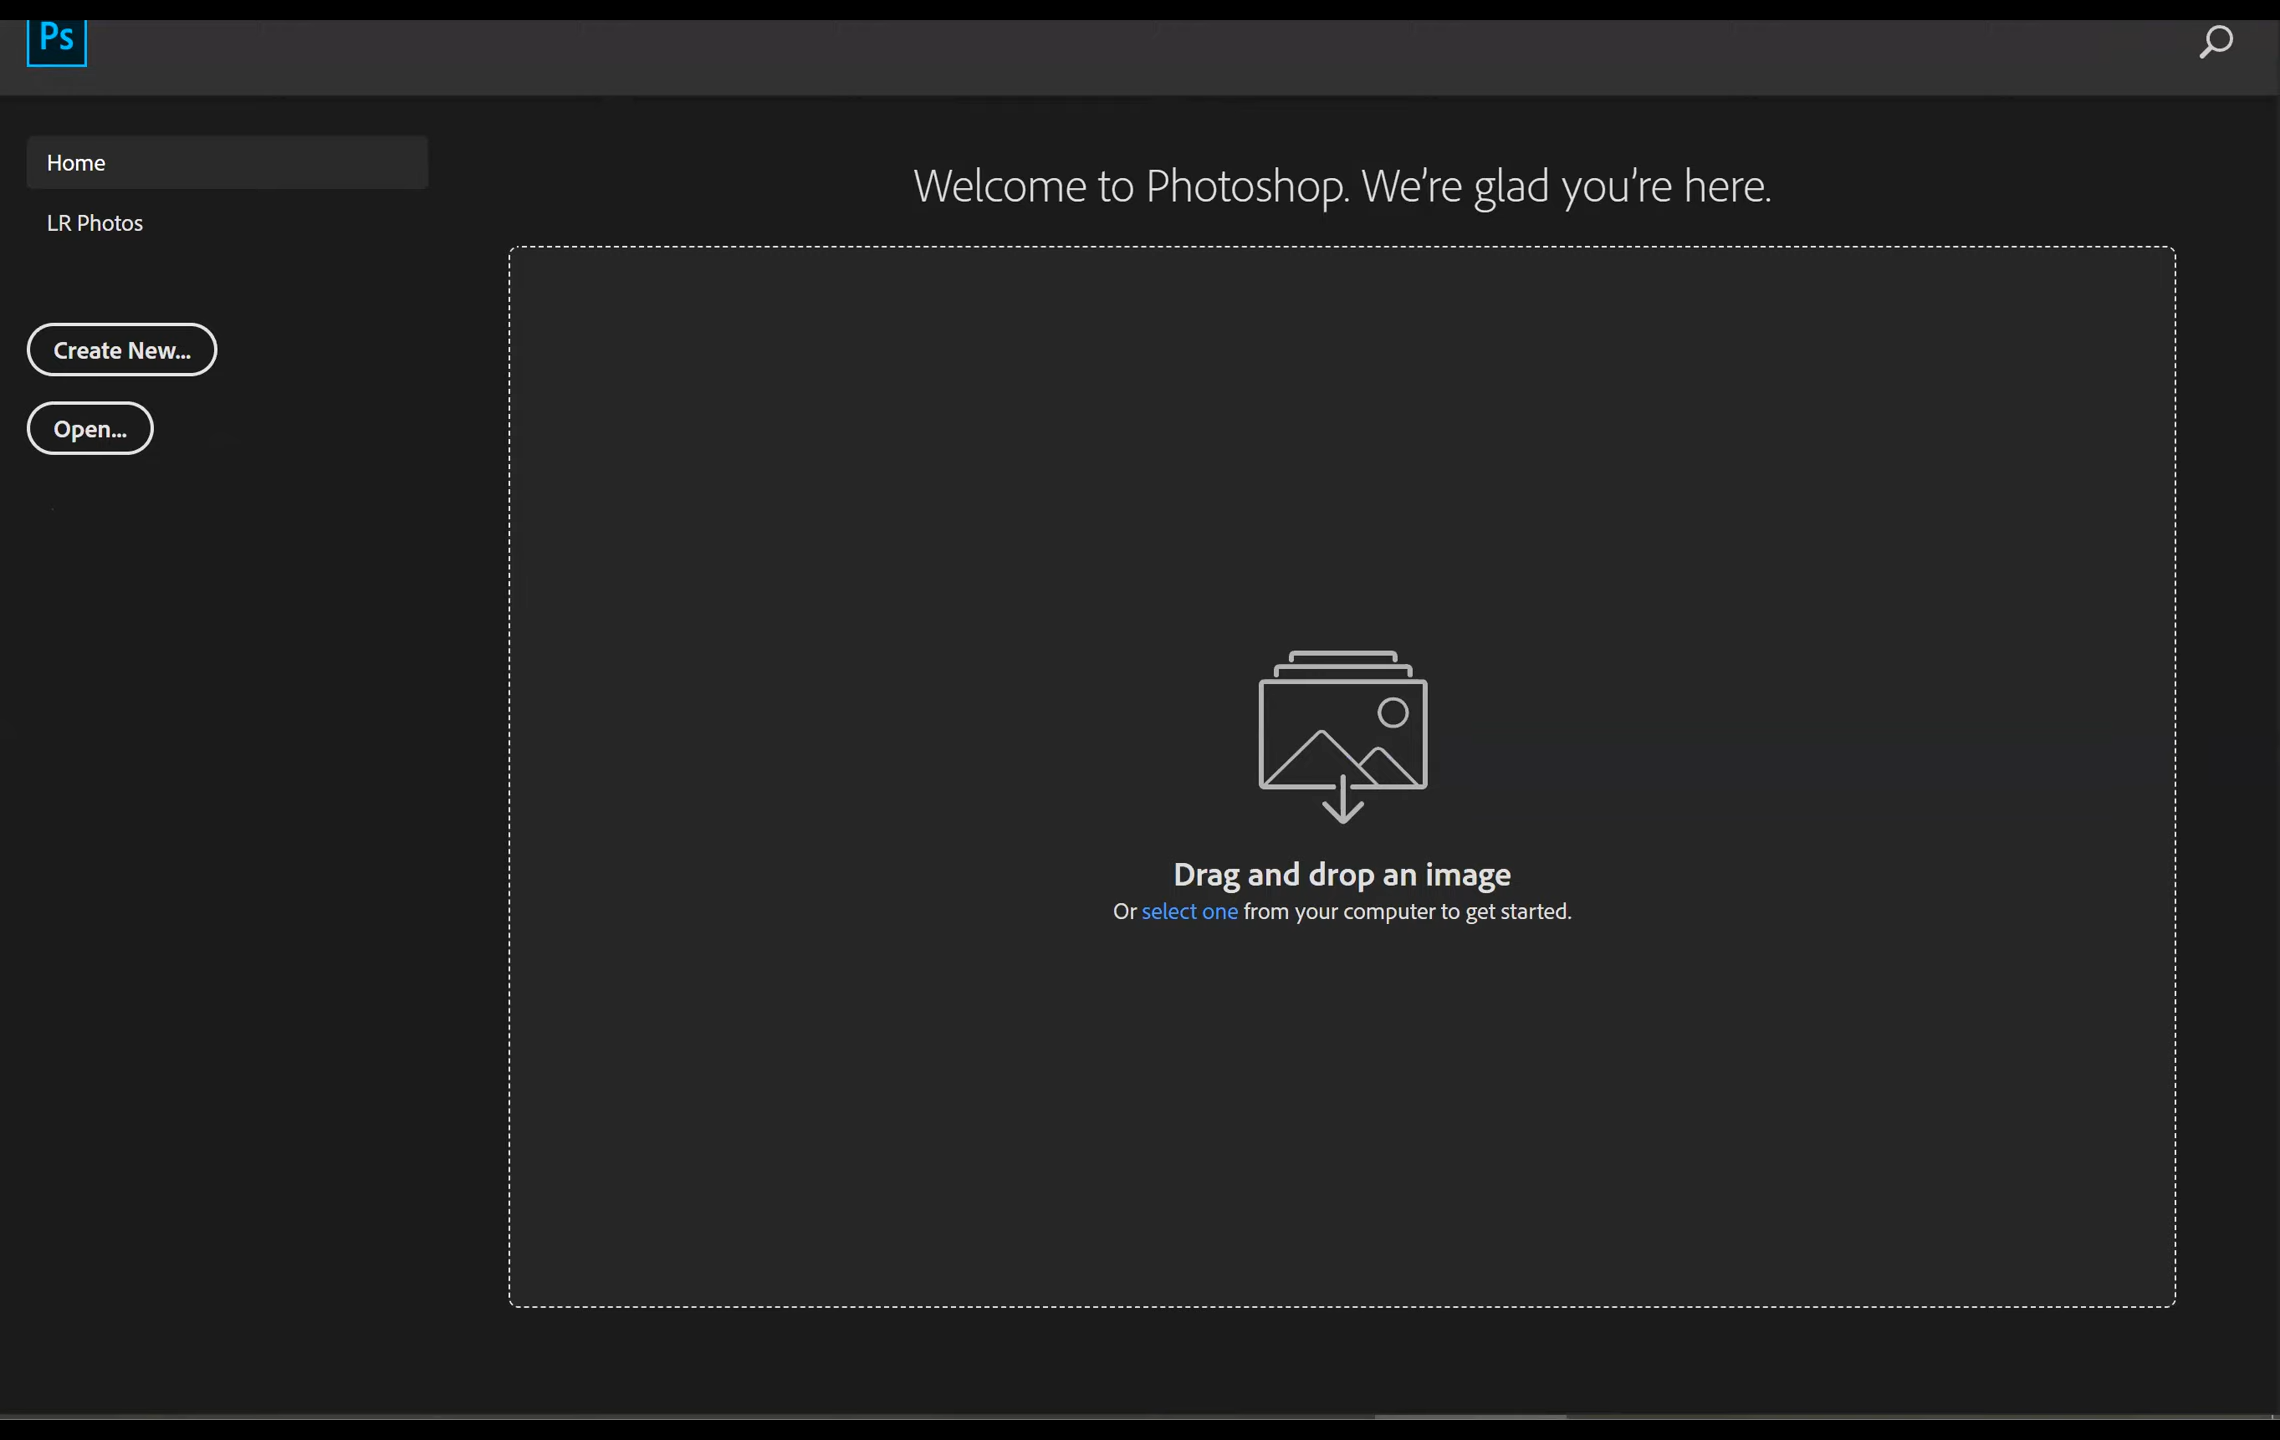 Ps
Home
LR Photos
Create New...
Open...
Welcome to Photoshop. We’re glad you’re here.
Drag and drop an image
Or select one from your computer to get started.